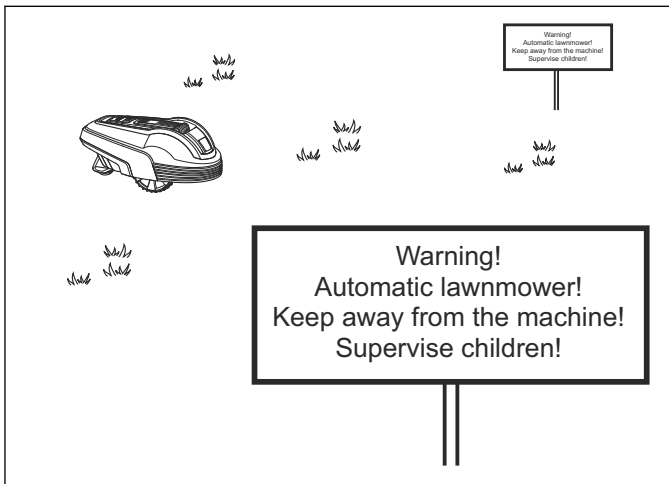 Warning!
Automatic lawnmower!
Keep away from the machine!
Supervise children!
Warning!
Automatic lawnmower!
Keep away from the machine!
Supervise children!